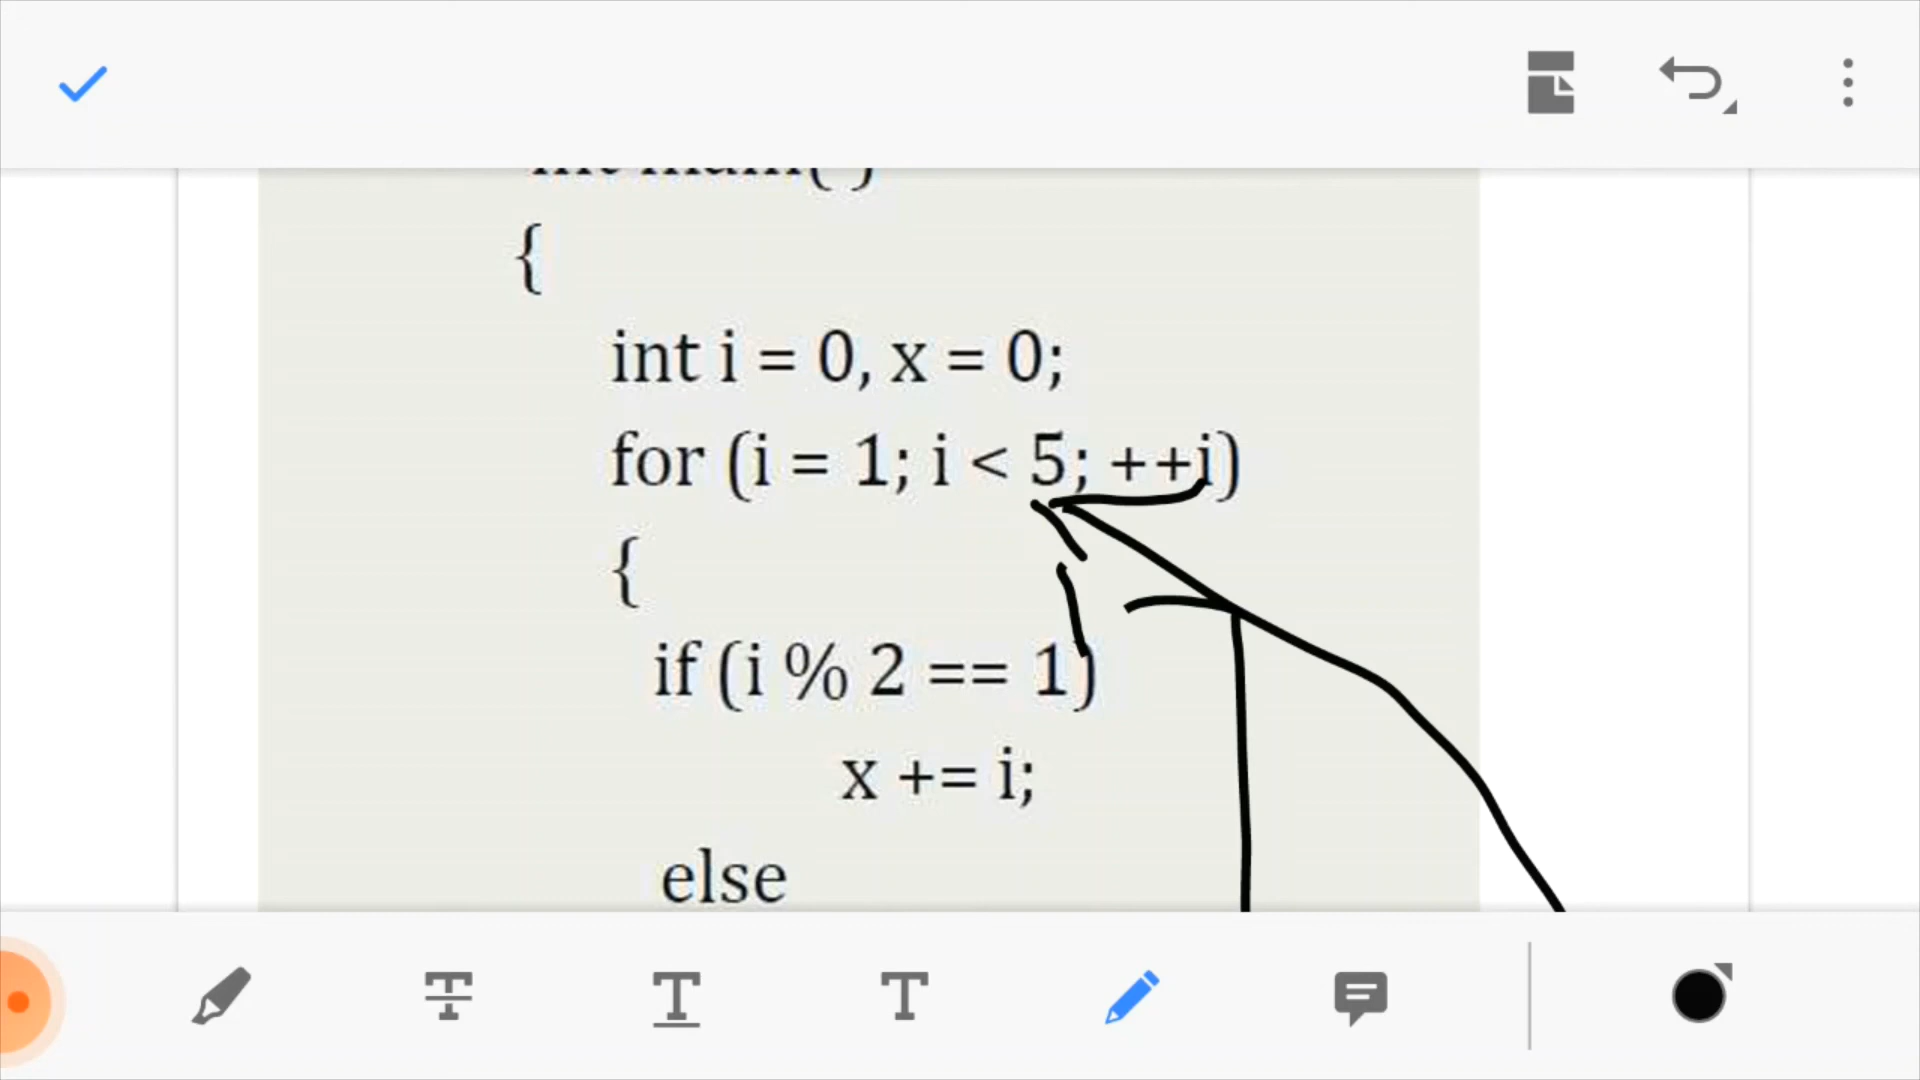 {
int i = 0, x = 0;
for (i = 1; i < 5; ++i)
{
if (i % 2 == 1)
x += i;
else